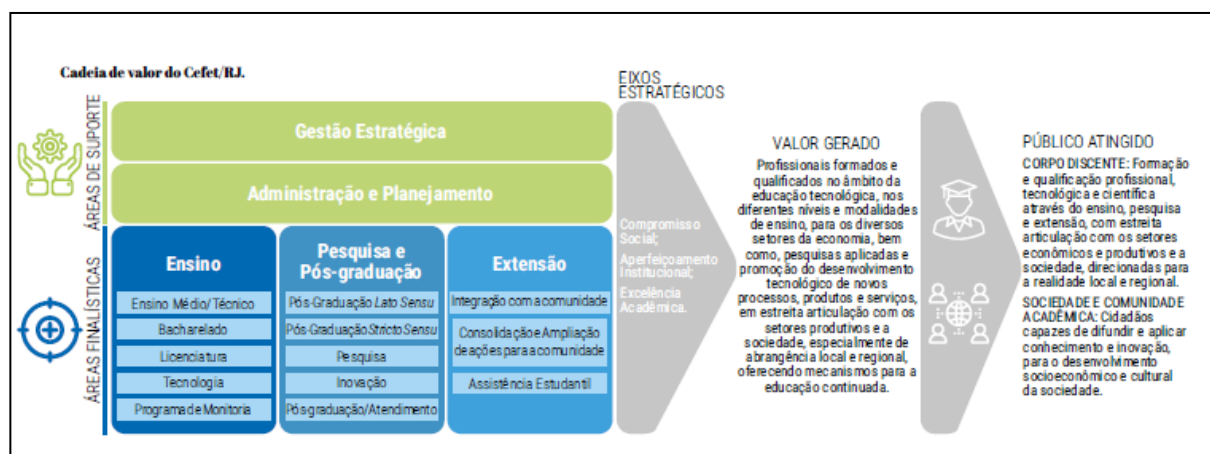 Cadeia de valor do Cefet/RJ.
ÁREAS DE SUPORTE
Gestão Estratégica
Administração e Planejamento
ÁREAS FINALÍSTICAS
Ensino
Ensino Médio/Técnico
Bacharelado
Licenciatura
Tecnologia
Programa de Monitoria
Pesquisa e
Pós-graduação
Pós-Graduação Lato Sensu
Pós-Graduação Stricto Sensu
Pesquisa
Inovação
Pós graduação/Atendimento
Extensão
Integração com a comunidade
Consolidação e Ampliação
de ações para a comunidade
Assistência Estudantil
EIXOS
ESTRATÉGICOS
Compromisso
Social;
Aperfeiçoamento
Institucional;
Excelência
Acadêmica.
VALOR GERADO
Profissionais formados e
qualificados no âmbito da
educação tecnológica, nos
diferentes níveis e modalidades
de ensino, para os diversos
setores da economia, bem
como, pesquisas aplicadas e
promoção do desenvolvimento
tecnológico de novos
processos, produtos e serviços,
em estreita articulação com os
setores produtivos e a
sociedade, especialmente de
abrangência local e regional,
oferecendo mecanismos para a
educação continuada.
PÚBLICO ATINGIDO
CORPO DISCENTE: Formação
e qualificação profissional,
tecnológica e científica
através do ensino, pesquisa
e extensão, com estreita
articulação com os setores
econômicos e produtivos e a
sociedade, direcionadas para
a realidade local e regional.
SOCIEDADE E COMUNIDADE
ACADÊMICA: Cidadãos
capazes de difundir e aplicar
conhecimento e inovação,
para o desenvolvimento
socioeconômico e cultural
da sociedade.